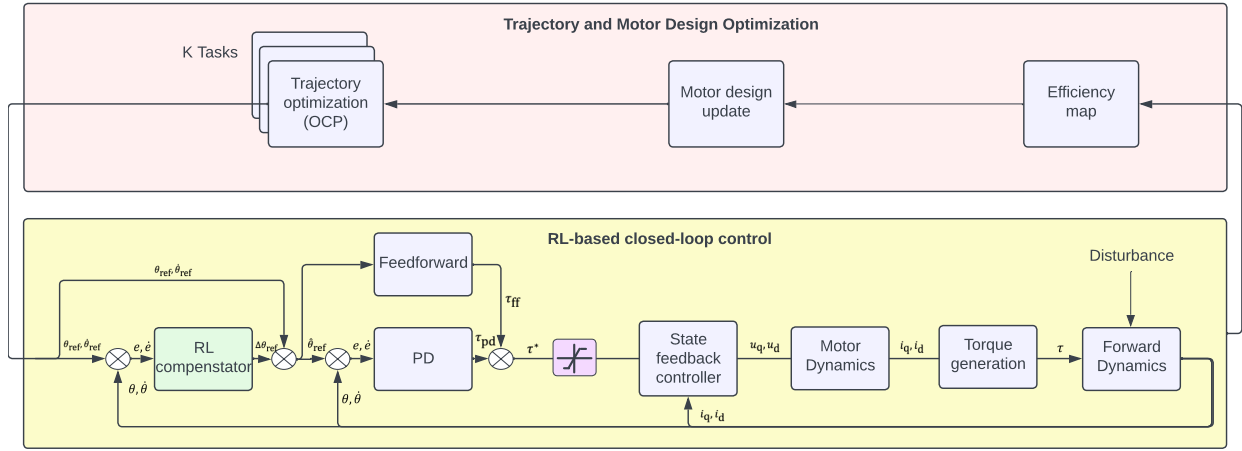 Trajectory and Motor Design Optimization
K Tasks
Trajectory
optimization
(OCP)
Motor design
update
Efficiency
map
RL-based closed-loop control
Disturbance
Feedforward
θref, θ̇ref
τff
θref, θ̇ref
e, ė
RL
compenstator
Δθref
θ̂ref
e, ė
PD
τpd
τ*
State
feedback
controller
uq, ud
Motor
Dynamics
iq, id
Torque
generation
τ
Forward
Dynamics
θ, θ̇
θ, θ̇
iq, id